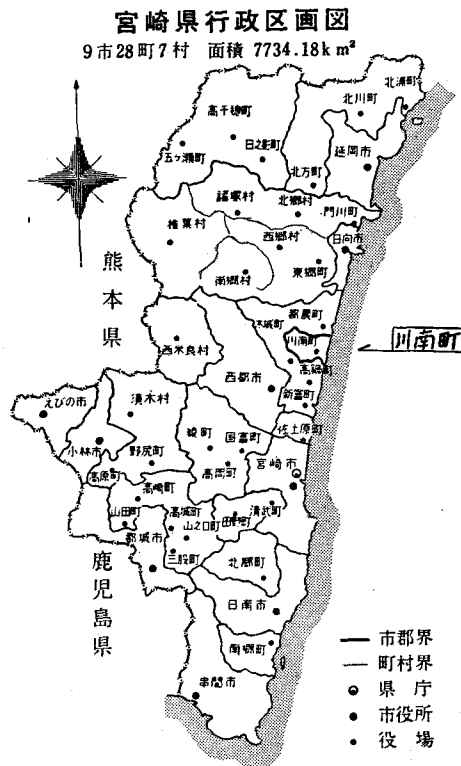 宮崎県行政区画図
9市28町7村 面積 7734.18km²
北浦町
北川町
高千穂町
延岡市
日之影町
五ヶ瀬町
北方町
諸塚村
北郷村
門川町
椎葉村
西郷村
日向市
東郷町
南郷村
熊本県
都農町
木城町
川南町
川南町
西米良村
高鍋町
西都市
新富町
えびの市
須木村
佐土原町
綾町
国富町
小林市
野尻町
宮崎市
高岡町
高原町
高崎町
山田町
高城町
田野町
清武町
山之口町
都城市
三股町
北郷町
鹿児島県
日南市
南郷町
串間市
市郡界
町村界
県庁
市役所
役場